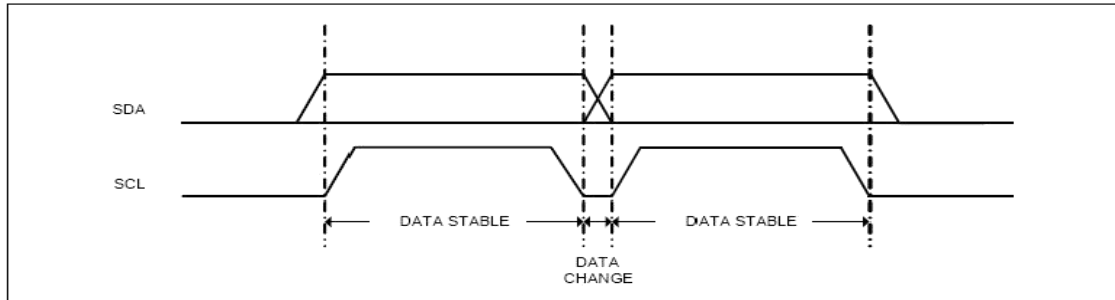 SDA
SCL
DATA STABLE DATA STABLE
DATA
CHANGE